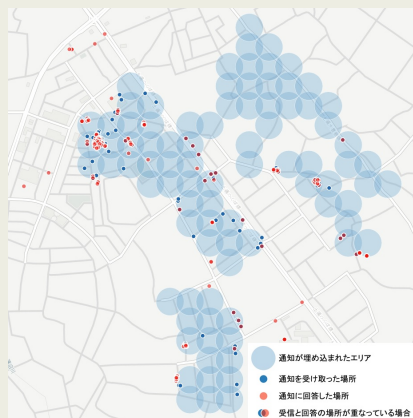 通知が埋め込まれたエリア
通知を受け取った場所
通知に回答した場所
受信と回答の場所が重なっている場合